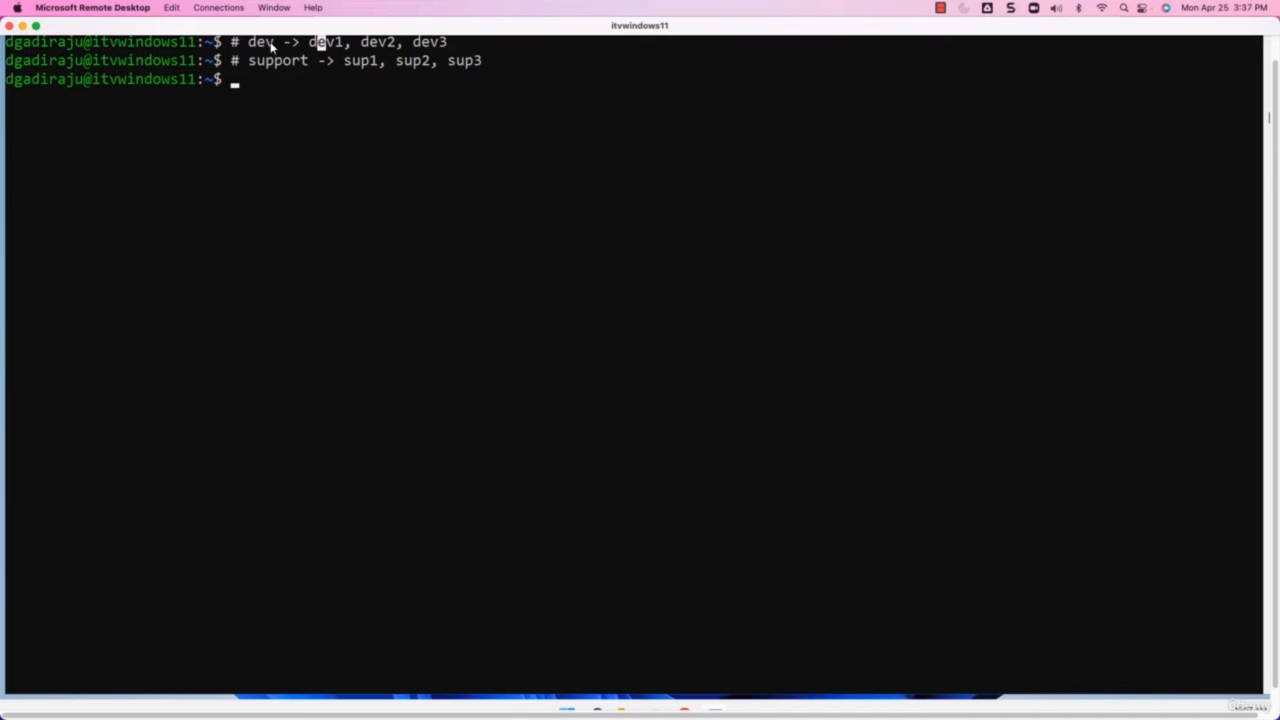 Microsoft Remote Desktop Edit Connections Window Help Mon Apr 25 3:37 PM
itvwindows11
dgadiraju@itvwindows11:~$ # dev -> dev1, dev2, dev3
dgadiraju@itvwindows11:~$ # support -> sup1, sup2, sup3
dgadiraju@itvwindows11:~$